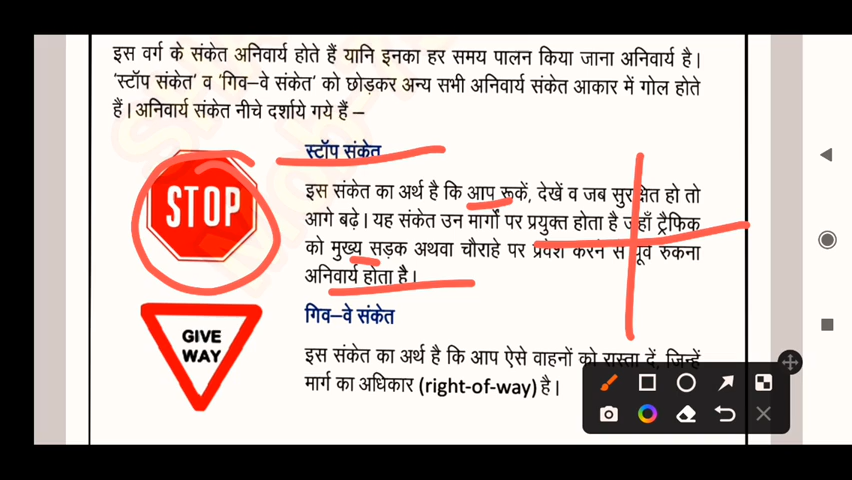 इस वर्ग के संकेत अनिवार्य होते हैं यानि इनका हर समय पालन किया जाना अनिवार्य है।
'स्टॉप संकेत' व 'गिव–वे संकेत' को छोड़कर अन्य सभी अनिवार्य संकेत आकार में गोल होते
हैं। अनिवार्य संकेत नीचे दर्शाये गये हैं –
स्टॉप संकेत
STOP
इस संकेत का अर्थ है कि आप रूकें, देखें व जब सुरक्षित हो तो
आगे बढ़े। यह संकेत उन मार्गों पर प्रयुक्त होता है जहाँ ट्रैफिक
को मुख्य सड़क अथवा चौराहे पर प्रवेश करने से पूर्व रुकना
अनिवार्य होता है।
गिव–वे संकेत
GIVE
WAY
इस संकेत का अर्थ है कि आप ऐसे वाहनों को रास्ता दें, जिन्हें
मार्ग का अधिकार (right-of-way) है।